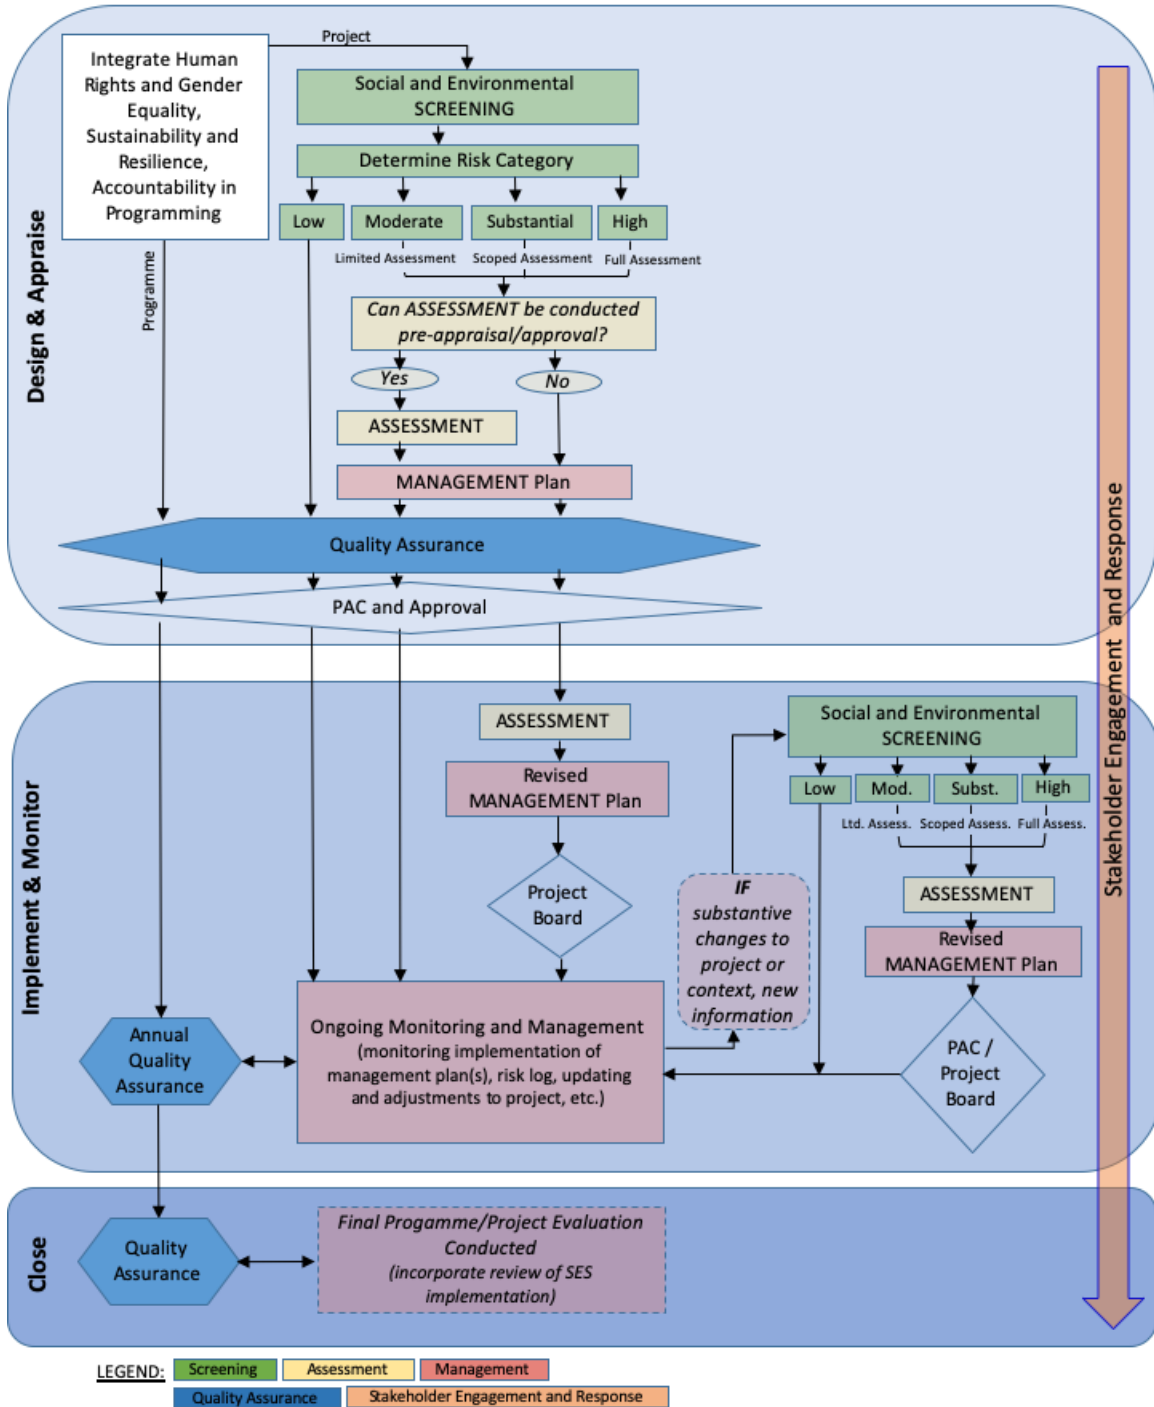 Project
Integrate Human
Rights and Gender
Equality,
Sustainability and
Resilience,
Accountability in
Programming
Social and Environmental
SCREENING
Determine Risk Category
Low
Moderate
Substantial
High
Limited Assessment
Scoped Assessment
Full Assessment
Programme
Design & Appraise
Can ASSESSMENT be conducted
pre-appraisal/approval?
Yes
No
ASSESSMENT
MANAGEMENT Plan
Quality Assurance
PAC and Approval
Stakeholder Engagement and Response
Implement & Monitor
ASSESSMENT
Revised
MANAGEMENT Plan
Project
Board
Social and Environmental
SCREENING
Low
Mod.
Subst.
High
Ltd. Assess.
Scoped Assess.
Full Assess.
ASSESSMENT
Revised
MANAGEMENT Plan
PAC /
Project
Board
IF
substantive
changes to
project or
context, new
information
Annual
Quality
Assurance
Ongoing Monitoring and Management
(monitoring implementation of
management plan(s), risk log, updating
and adjustments to project, etc.)
Close
Quality
Assurance
Final Progamme/Project Evaluation
Conducted
(incorporate review of SES
implementation)
LEGEND:
Screening
Assessment
Management
Quality Assurance
Stakeholder Engagement and Response